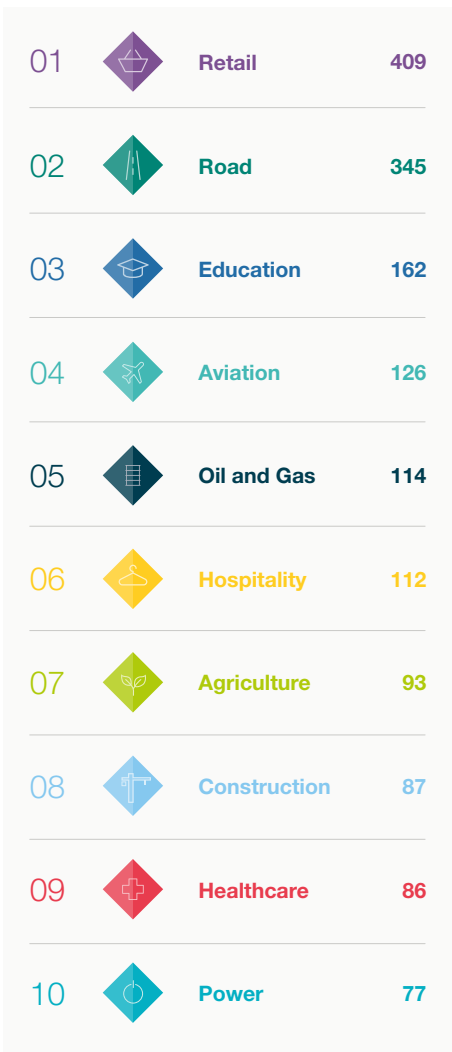 01 Retail 409
02 Road 345
03 Education 162
04 Aviation 126
05 Oil and Gas 114
06 Hospitality 112
07 Agriculture 93
08 Construction 87
09 Healthcare 86
10 Power 77